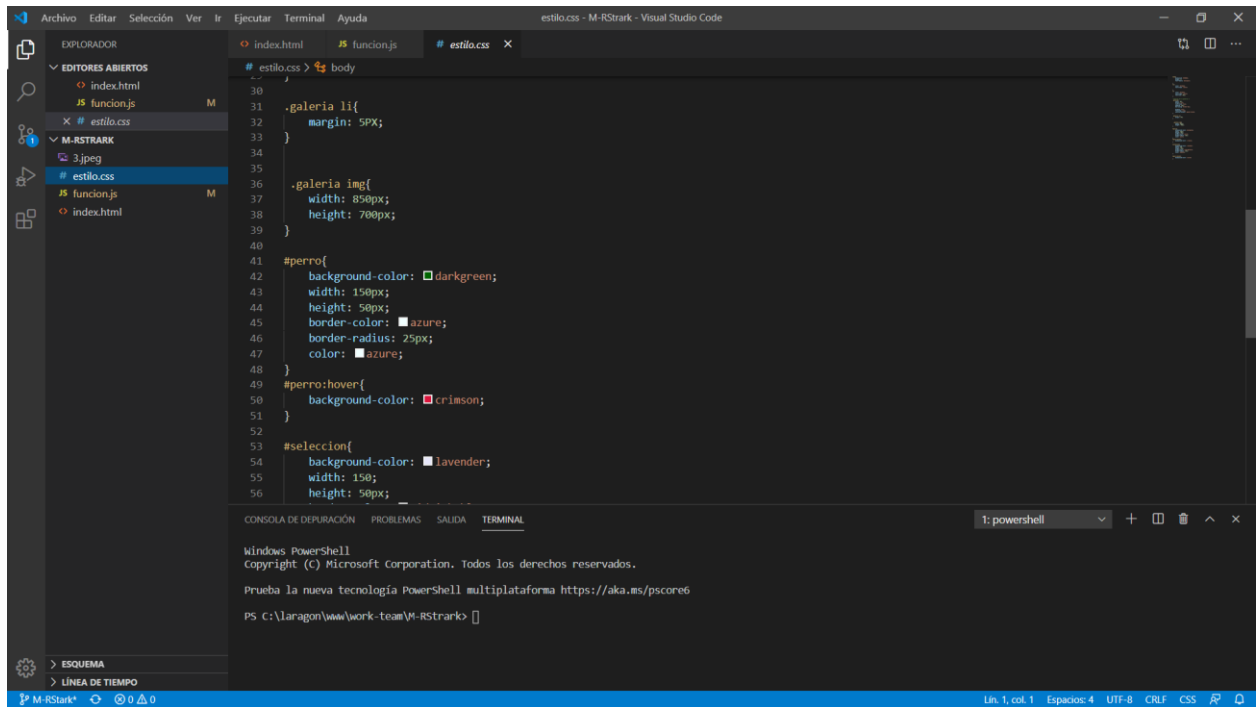 Archivo Editar Selección Ver Ir Ejecutar Terminal Ayuda
estilo.css - M-RStrark - Visual Studio Code
EXPLORADOR
EDITORES ABIERTOS
index.html
JS funcion.js M
# estilo.css
M-RSTRARK
3.jpeg
# estilo.css
JS funcion.js M
index.html
1
index.html JS funcion.js # estilo.css
# estilo.css > body
30
31 .galeria li{
32 margin: 5PX;
33 }
34
35
36 .galeria img{
37 width: 850px;
38 height: 700px;
39 }
40
41 #perro{
42 background-color: darkgreen;
43 width: 150px;
44 height: 50px;
45 border-color: azure;
46 border-radius: 25px;
47 color: azure;
48 }
49 #perro:hover{
50 background-color: crimson;
51 }
52
53 #seleccion{
54 background-color: lavender;
55 width: 150;
56 height: 50px;
CONSOLA DE DEPURACIÓN PROBLEMAS SALIDA TERMINAL
1: powershell
Windows PowerShell
Copyright (C) Microsoft Corporation. Todos los derechos reservados.
Prueba la nueva tecnología PowerShell multiplataforma https://aka.ms/pscore6
PS C:\laragon\www\work-team\M-RStrark>
ESQUEMA
LÍNEA DE TIEMPO
M-RStark* 0 0
Lín. 1, col. 1 Espacios: 4 UTF-8 CRLF CSS